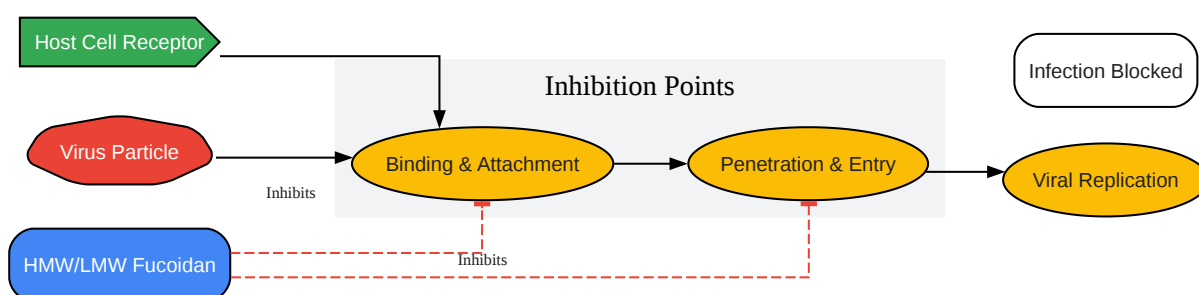 Host Cell Receptor
Inhibition Points
Infection Blocked
Virus Particle
Binding & Attachment
Penetration & Entry
Viral Replication
Inhibits
HMW/LMW Fucoidan
Inhibits